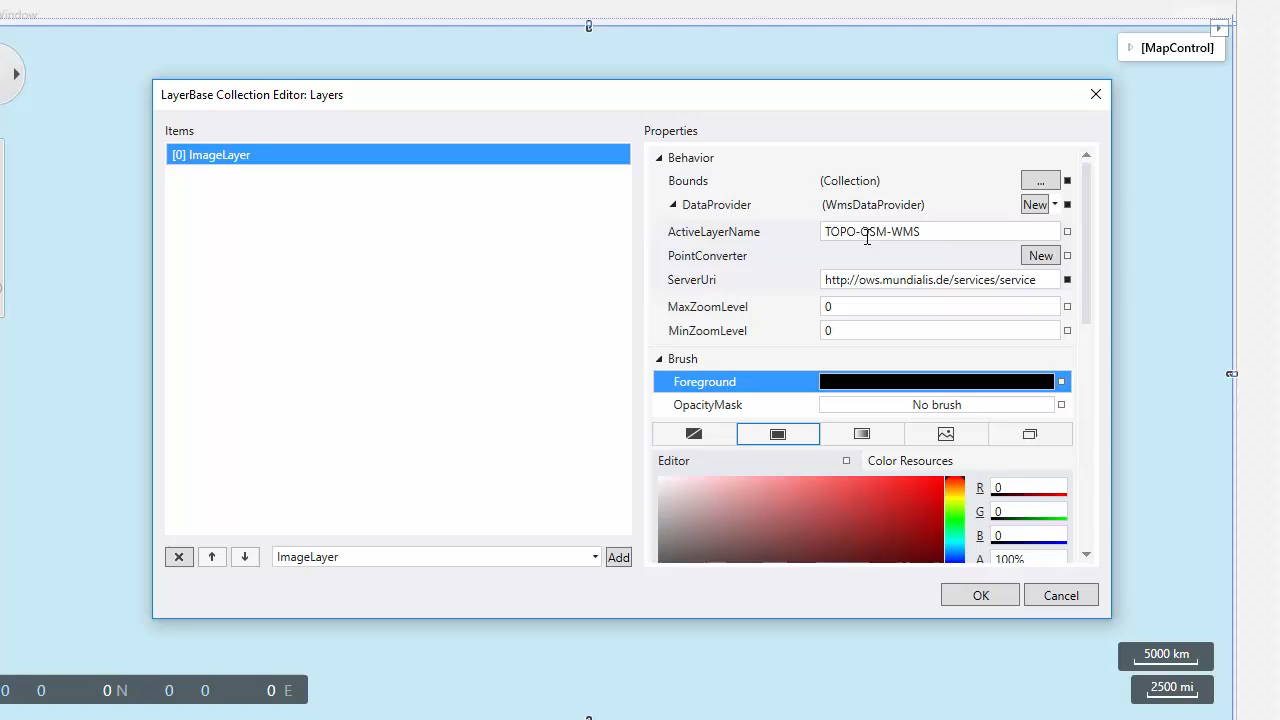 Window
[MapControl]
LayerBase Collection Editor: Layers
Items
Properties
[0] ImageLayer
Behavior
Bounds (Collection) ...
DataProvider (WmsDataProvider) New
ActiveLayerName TOPO-OSM-WMS
PointConverter New
ServerUri http://ows.mundialis.de/services/service
MaxZoomLevel 0
MinZoomLevel 0
Brush
Foreground
OpacityMask No brush
Editor Color Resources
R 0
G 0
B 0
A 100%
ImageLayer Add
OK Cancel
5000 km
2500 mi
0 0 0 N 0 0 0 E